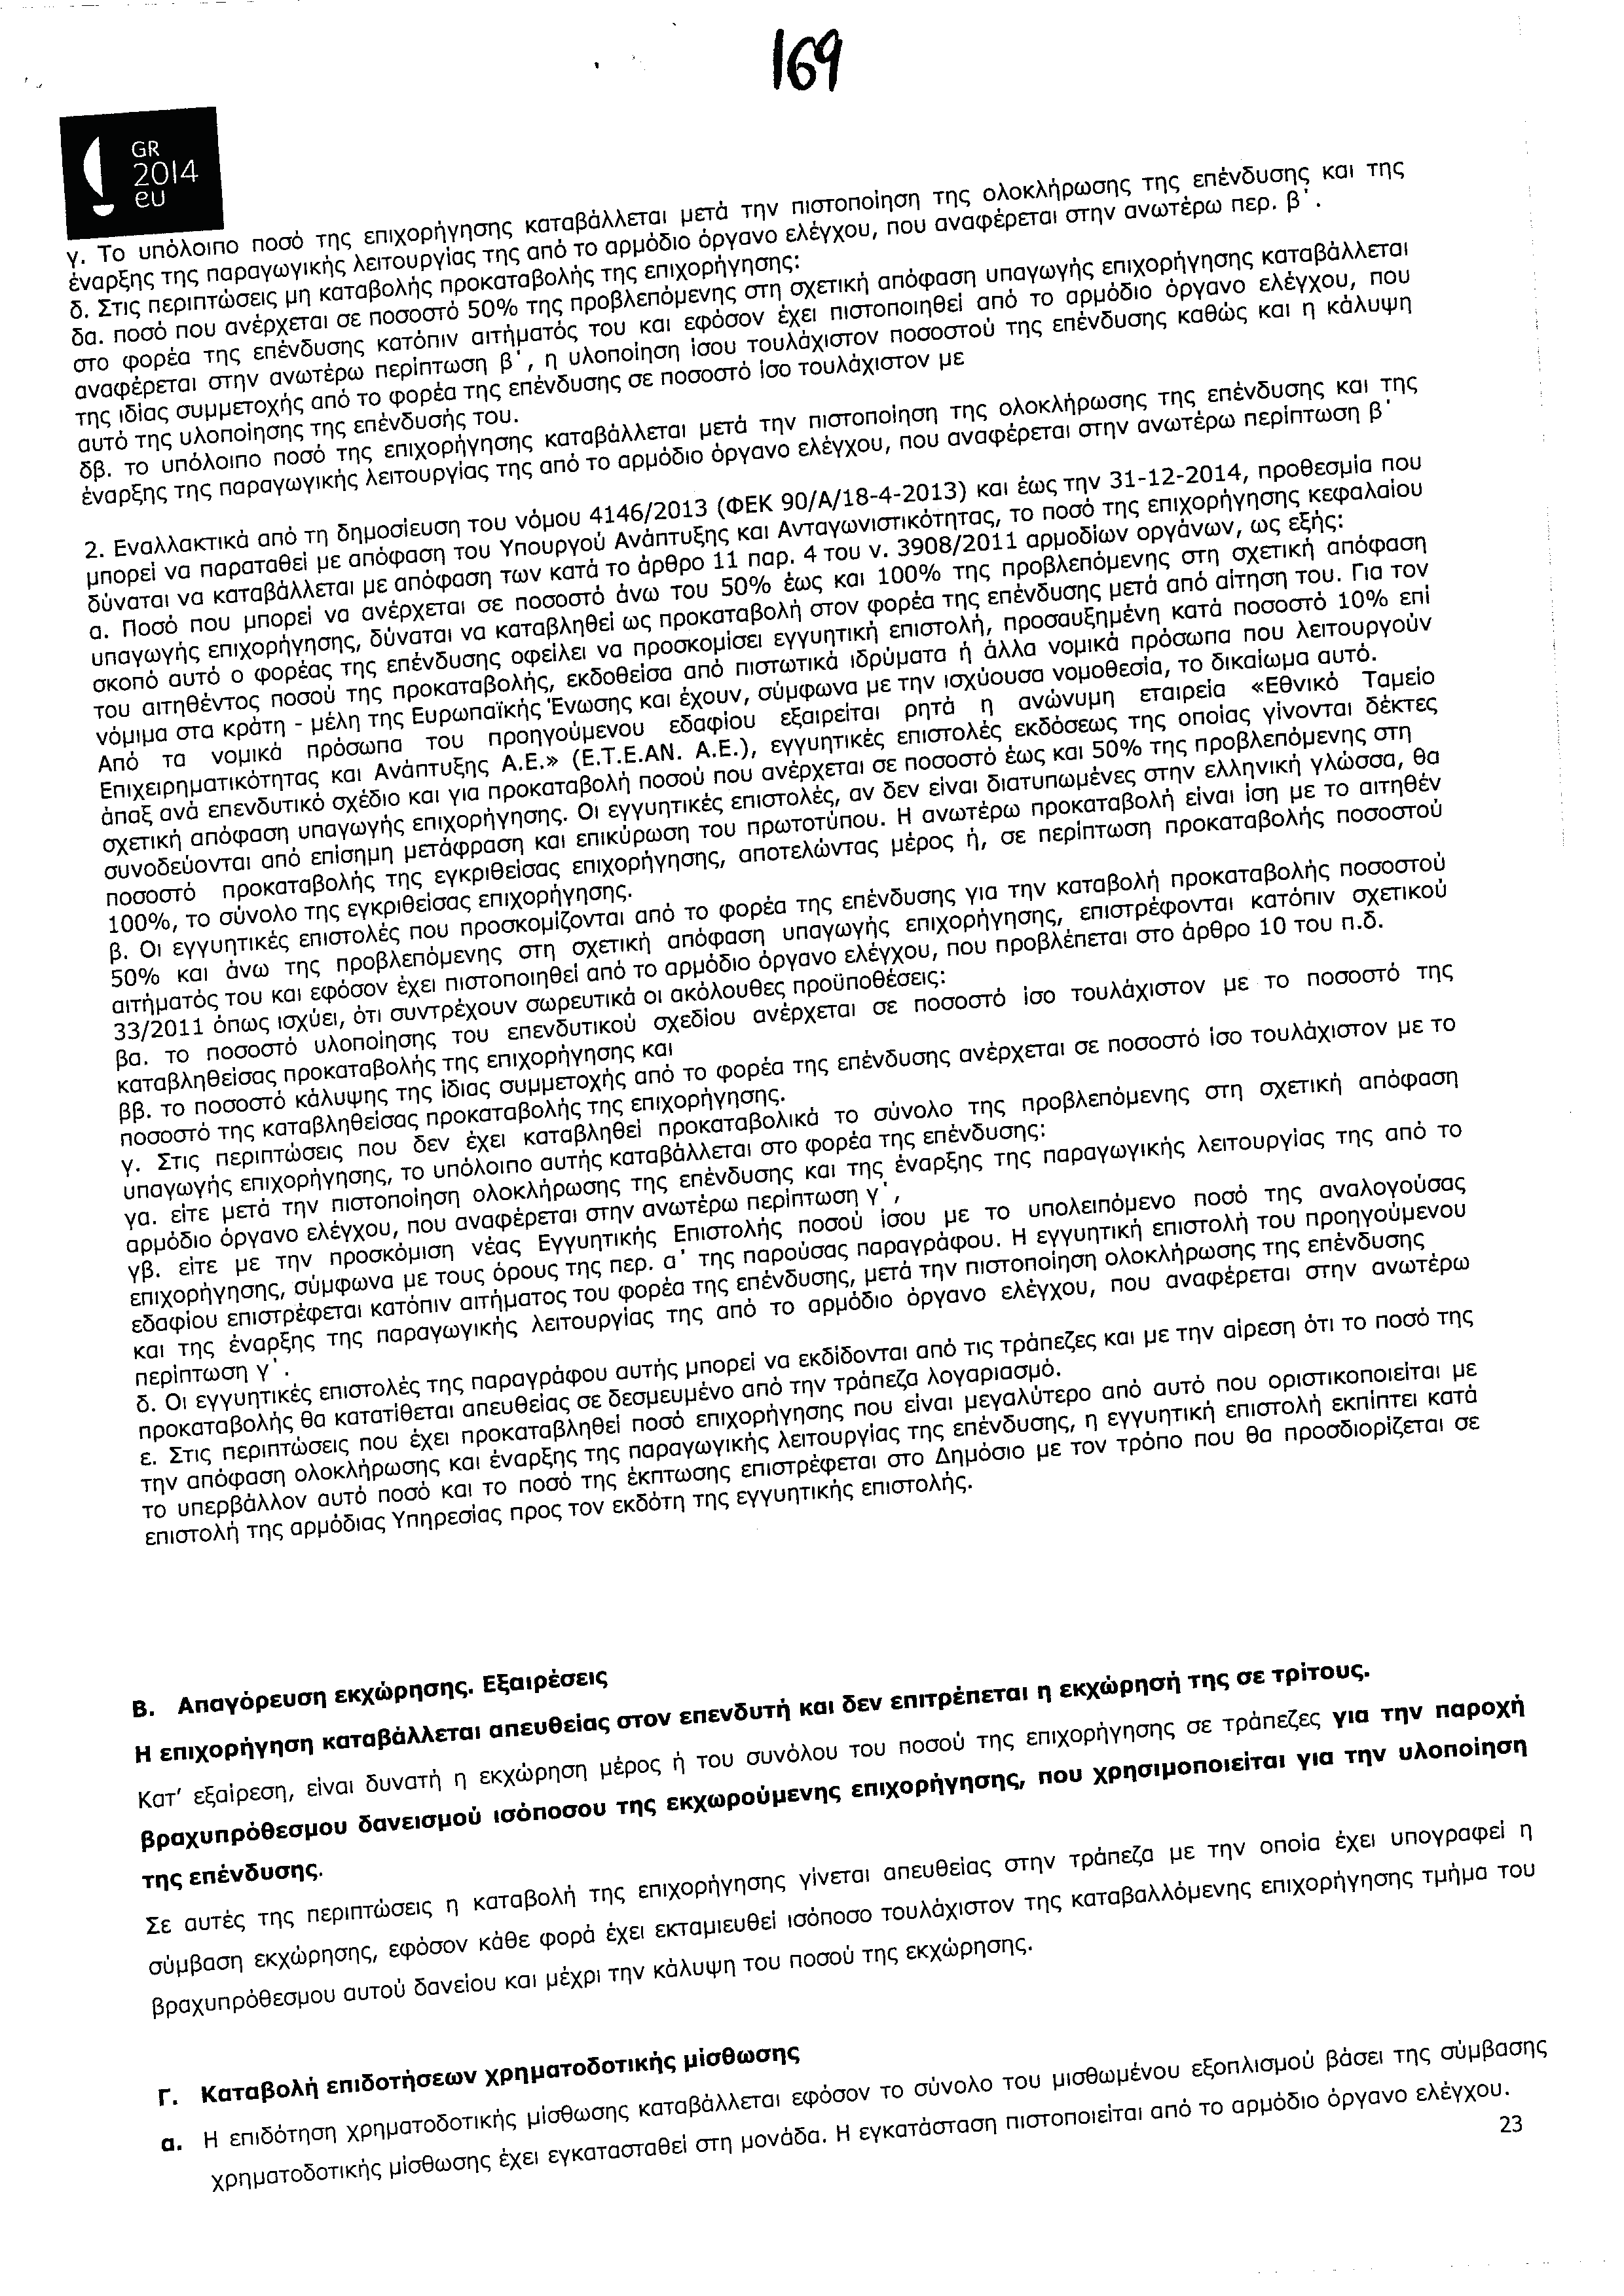 169
GR
2014
eu
γ. Το υπόλοιπο ποσό της επιχορήγησης καταβάλλεται μετά την πιστοποίηση της ολοκλήρωσης της επένδυσης και της
έναρξης της παραγωγικής λειτουργίας της από το αρμόδιο όργανο ελέγχου, που αναφέρεται στην ανωτέρω περ. β΄.
δ. Στις περιπτώσεις μη καταβολής προκαταβολής της επιχορήγησης:
δα. ποσό που ανέρχεται σε ποσοστό 50% της προβλεπόμενης στη σχετική απόφαση υπαγωγής επιχορήγησης καταβάλλεται
στο φορέα της επένδυσης κατόπιν αιτήματός του και εφόσον έχει πιστοποιηθεί από το αρμόδιο όργανο ελέγχου, που
αναφέρεται στην ανωτέρω περίπτωση β΄, η υλοποίηση ίσου τουλάχιστον ποσοστού της επένδυσης καθώς και η κάλυψη
της ιδίας συμμετοχής από το φορέα της επένδυσης σε ποσοστό ίσο τουλάχιστον με
αυτό της υλοποίησης της επένδυσής του.
δβ. το υπόλοιπο ποσό της επιχορήγησης καταβάλλεται μετά την πιστοποίηση της ολοκλήρωσης της επένδυσης και της
έναρξης της παραγωγικής λειτουργίας της από το αρμόδιο όργανο ελέγχου, που αναφέρεται στην ανωτέρω περίπτωση β΄
2. Εναλλακτικά από τη δημοσίευση του νόμου 4146/2013 (ΦΕΚ 90/Α/18-4-2013) και έως την 31-12-2014, προθεσμία που
μπορεί να παραταθεί με απόφαση του Υπουργού Ανάπτυξης και Ανταγωνιστικότητας, το ποσό της επιχορήγησης κεφαλαίου
δύναται να καταβάλλεται με απόφαση των κατά το άρθρο 11 παρ. 4 του ν. 3908/2011 αρμοδίων οργάνων, ως εξής:
α. Ποσό που μπορεί να ανέρχεται σε ποσοστό άνω του 50% έως και 100% της προβλεπόμενης στη σχετική απόφαση
υπαγωγής επιχορήγησης, δύναται να καταβληθεί ως προκαταβολή στον φορέα της επένδυσης μετά από αίτηση του. Για τον
σκοπό αυτό ο φορέας της επένδυσης οφείλει να προσκομίσει εγγυητική επιστολή, προσαυξημένη κατά ποσοστό 10% επί
του αιτηθέντος ποσού της προκαταβολής, εκδοθείσα από πιστωτικά ιδρύματα ή άλλα νομικά πρόσωπα που λειτουργούν
νόμιμα στα κράτη - μέλη της Ευρωπαϊκής Ένωσης και έχουν, σύμφωνα με την ισχύουσα νομοθεσία, το δικαίωμα αυτό.
Από τα νομικά πρόσωπα του προηγούμενου εδαφίου εξαιρείται ρητά η ανώνυμη εταιρεία «Εθνικό Ταμείο
Επιχειρηματικότητας και Ανάπτυξης Α.Ε.» (Ε.Τ.Ε.ΑΝ. Α.Ε.), εγγυητικές επιστολές εκδόσεως της οποίας γίνονται δέκτες
άπαξ ανά επενδυτικό σχέδιο και για προκαταβολή ποσού που ανέρχεται σε ποσοστό έως και 50% της προβλεπόμενης στη
σχετική απόφαση υπαγωγής επιχορήγησης. Οι εγγυητικές επιστολές, αν δεν είναι διατυπωμένες στην ελληνική γλώσσα, θα
συνοδεύονται από επίσημη μετάφραση και επικύρωση του πρωτοτύπου. Η ανωτέρω προκαταβολή είναι ίση με το αιτηθέν
ποσοστό προκαταβολής της εγκριθείσας επιχορήγησης, αποτελώντας μέρος ή, σε περίπτωση προκαταβολής ποσοστού
100%, το σύνολο της εγκριθείσας επιχορήγησης.
β. Οι εγγυητικές επιστολές που προσκομίζονται από το φορέα της επένδυσης για την καταβολή προκαταβολής ποσοστού
50% και άνω της προβλεπόμενης στη σχετική απόφαση υπαγωγής επιχορήγησης, επιστρέφονται κατόπιν σχετικού
αιτήματός του και εφόσον έχει πιστοποιηθεί από το αρμόδιο όργανο ελέγχου, που προβλέπεται στο άρθρο 10 του π.δ.
33/2011 όπως ισχύει, ότι συντρέχουν σωρευτικά οι ακόλουθες προϋποθέσεις:
βα. το ποσοστό υλοποίησης του επενδυτικού σχεδίου ανέρχεται σε ποσοστό ίσο τουλάχιστον με το ποσοστό της
καταβληθείσας προκαταβολής της επιχορήγησης και
ββ. το ποσοστό κάλυψης της ίδιας συμμετοχής από το φορέα της επένδυσης ανέρχεται σε ποσοστό ίσο τουλάχιστον με το
ποσοστό της καταβληθείσας προκαταβολής της επιχορήγησης.
γ. Στις περιπτώσεις που δεν έχει καταβληθεί προκαταβολικά το σύνολο της προβλεπόμενης στη σχετική απόφαση
υπαγωγής επιχορήγησης, το υπόλοιπο αυτής καταβάλλεται στο φορέα της επένδυσης:
γα. είτε μετά την πιστοποίηση ολοκλήρωσης της επένδυσης και της έναρξης της παραγωγικής λειτουργίας της από το
αρμόδιο όργανο ελέγχου, που αναφέρεται στην ανωτέρω περίπτωση γ΄,
γβ. είτε με την προσκόμιση νέας Εγγυητικής Επιστολής ποσού ίσου με το υπολειπόμενο ποσό της αναλογούσας
επιχορήγησης, σύμφωνα με τους όρους της περ. α΄ της παρούσας παραγράφου. Η εγγυητική επιστολή του προηγούμενου
εδαφίου επιστρέφεται κατόπιν αιτήματος του φορέα της επένδυσης, μετά την πιστοποίηση ολοκλήρωσης της επένδυσης
και της έναρξης της παραγωγικής λειτουργίας της από το αρμόδιο όργανο ελέγχου, που αναφέρεται στην ανωτέρω
περίπτωση γ΄.
δ. Οι εγγυητικές επιστολές της παραγράφου αυτής μπορεί να εκδίδονται από τις τράπεζες και με την αίρεση ότι το ποσό της
προκαταβολής θα κατατίθεται απευθείας σε δεσμευμένο από την τράπεζα λογαριασμό.
ε. Στις περιπτώσεις που έχει προκαταβληθεί ποσό επιχορήγησης που είναι μεγαλύτερο από αυτό που οριστικοποιείται με
την απόφαση ολοκλήρωσης και έναρξης της παραγωγικής λειτουργίας της επένδυσης, η εγγυητική επιστολή εκπίπτει κατά
το υπερβάλλον αυτό ποσό και το ποσό της έκπτωσης επιστρέφεται στο Δημόσιο με τον τρόπο που θα προσδιορίζεται σε
επιστολή της αρμόδιας Υπηρεσίας προς τον εκδότη της εγγυητικής επιστολής.
Β. Απαγόρευση εκχώρησης. Εξαιρέσεις
Η επιχορήγηση καταβάλλεται απευθείας στον επενδυτή και δεν επιτρέπεται η εκχώρησή της σε τρίτους.
Κατ' εξαίρεση, είναι δυνατή η εκχώρηση μέρος ή του συνόλου του ποσού της επιχορήγησης σε τράπεζες για την παροχή
βραχυπρόθεσμου δανεισμού ισόποσου της εκχωρούμενης επιχορήγησης, που χρησιμοποιείται για την υλοποίηση
της επένδυσης.
Σε αυτές της περιπτώσεις η καταβολή της επιχορήγησης γίνεται απευθείας στην τράπεζα με την οποία έχει υπογραφεί η
σύμβαση εκχώρησης, εφόσον κάθε φορά έχει εκταμιευθεί ισόποσο τουλάχιστον της καταβαλλόμενης επιχορήγησης τμήμα του
βραχυπρόθεσμου αυτού δανείου και μέχρι την κάλυψη του ποσού της εκχώρησης.
Γ. Καταβολή επιδοτήσεων χρηματοδοτικής μίσθωσης
α. Η επιδότηση χρηματοδοτικής μίσθωσης καταβάλλεται εφόσον το σύνολο του μισθωμένου εξοπλισμού βάσει της σύμβασης
χρηματοδοτικής μίσθωσης έχει εγκατασταθεί στη μονάδα. Η εγκατάσταση πιστοποιείται από το αρμόδιο όργανο ελέγχου.
23